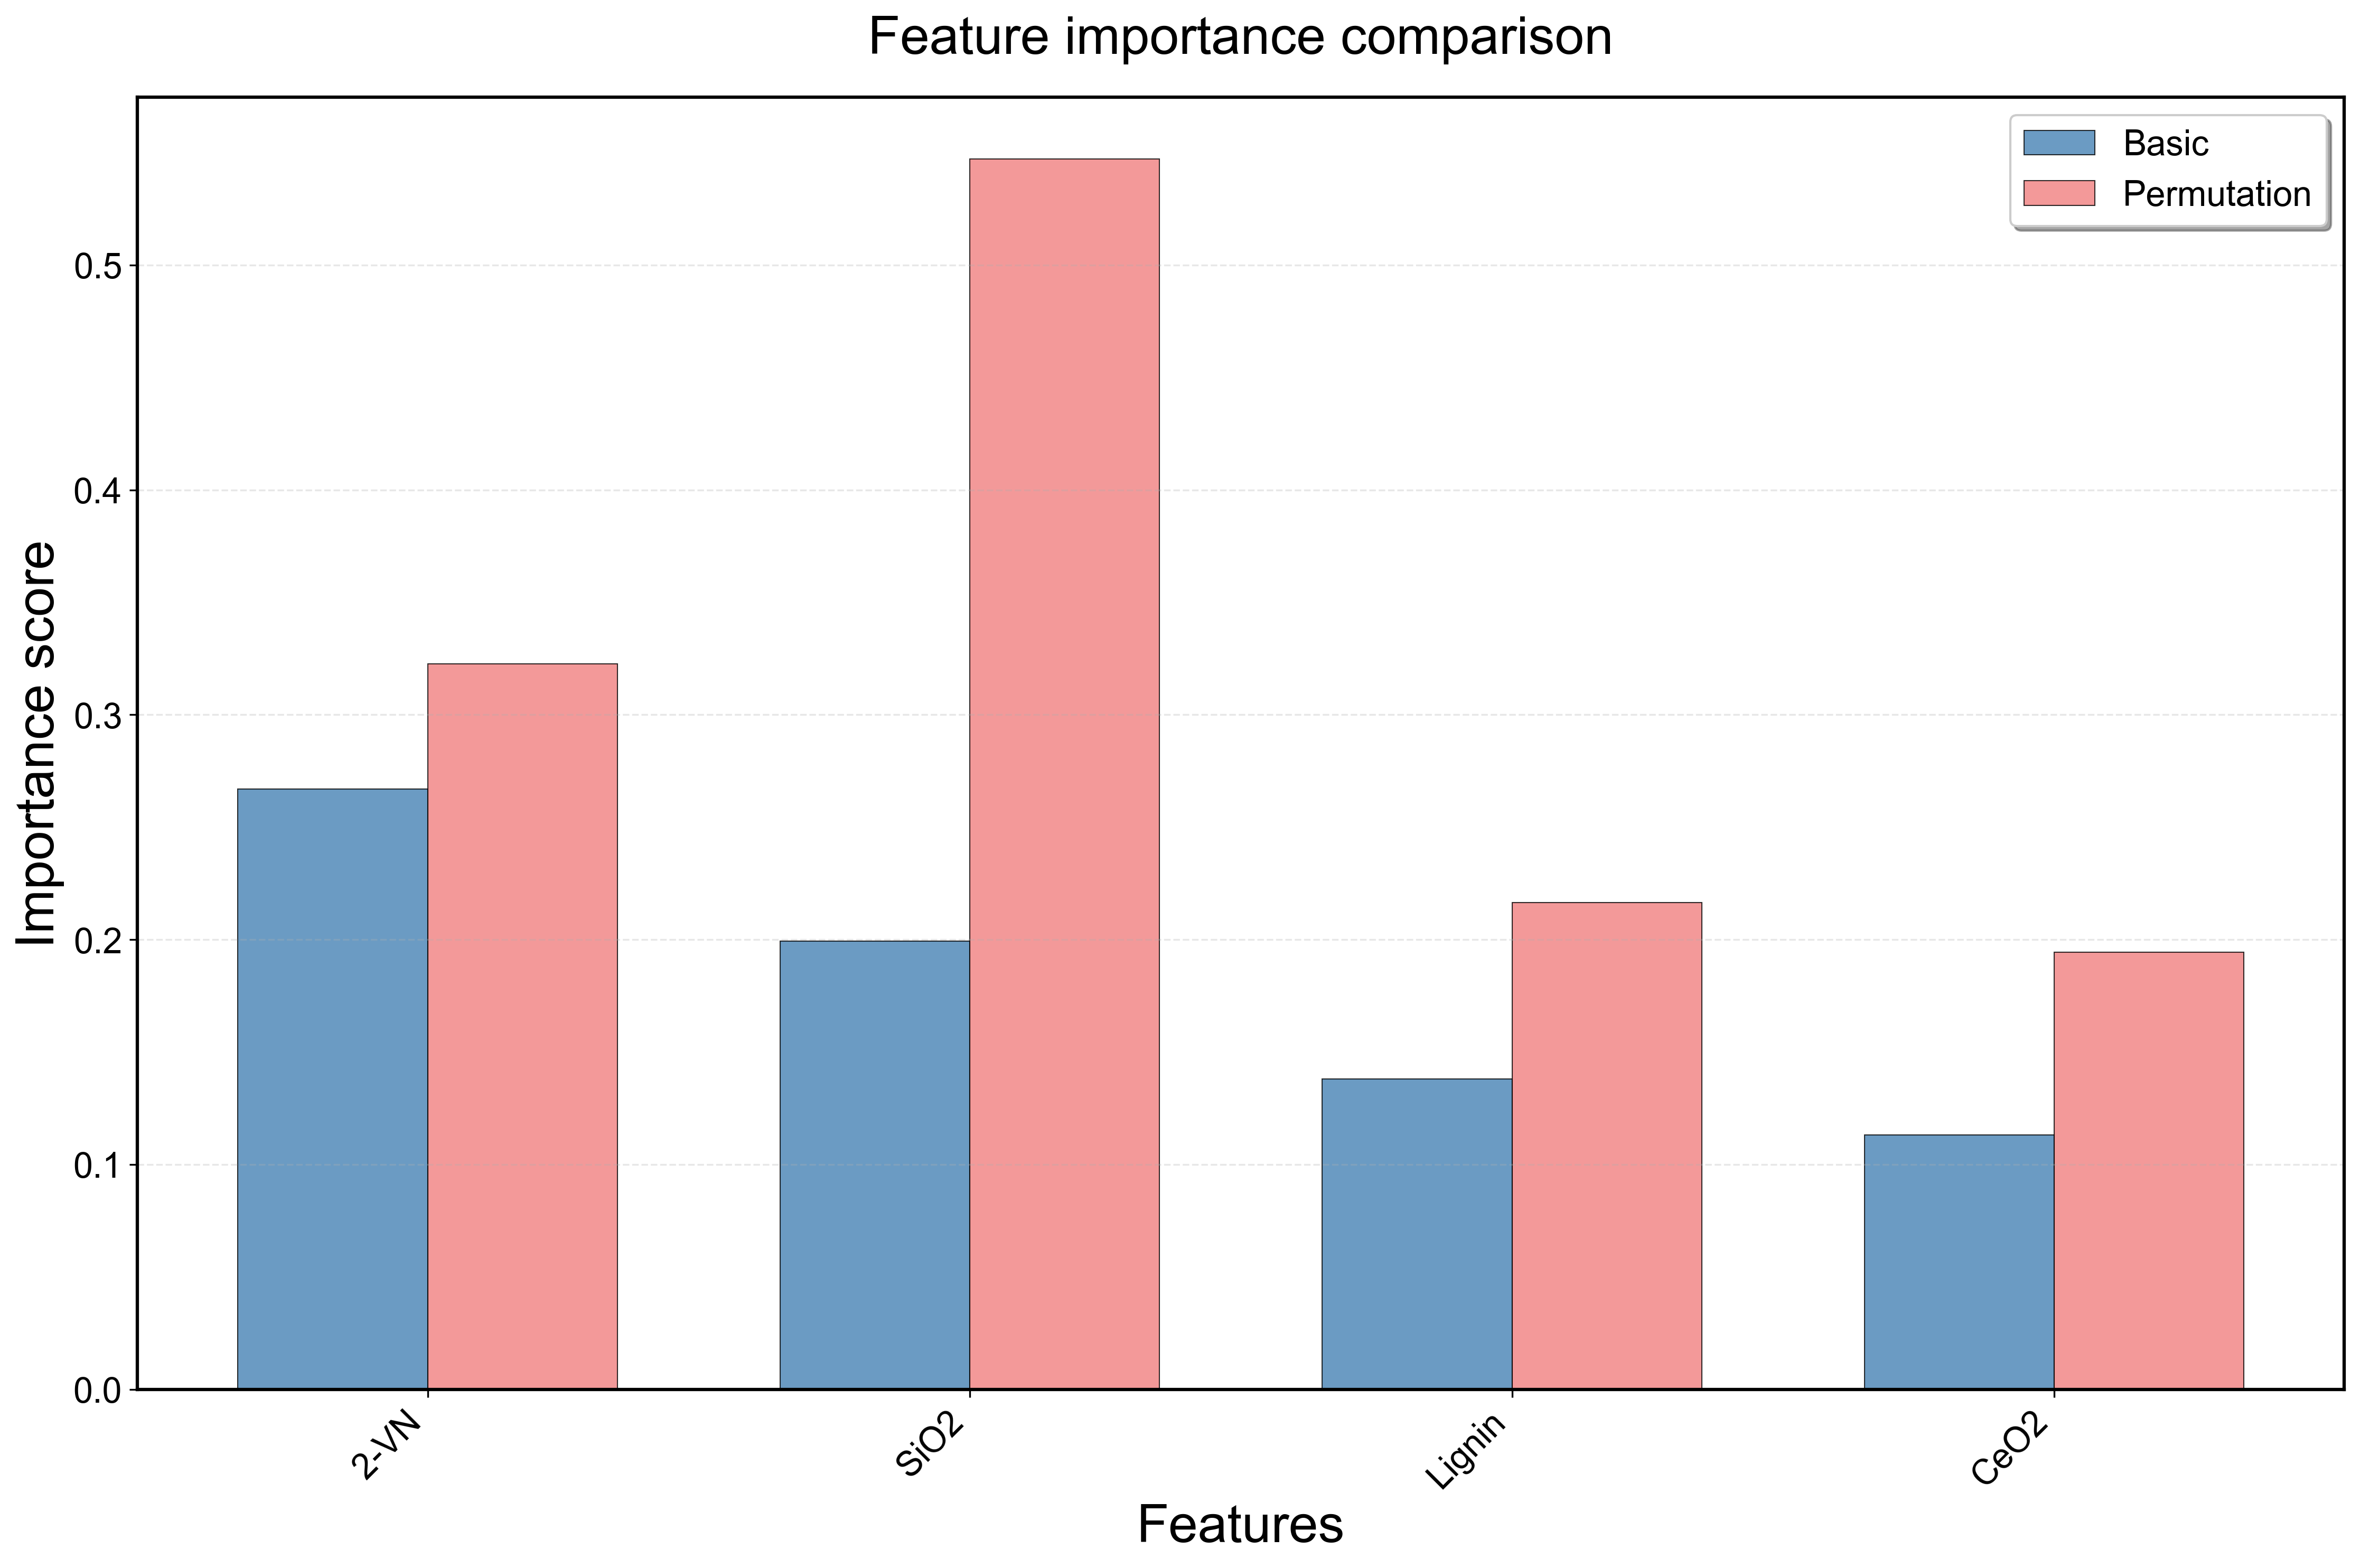 Feature importance comparison
Basic
Permutation
Importance score
0.5
0.4
0.3
0.2
0.1
0.0
2-VN
SiO2
Lignin
CeO2
Features